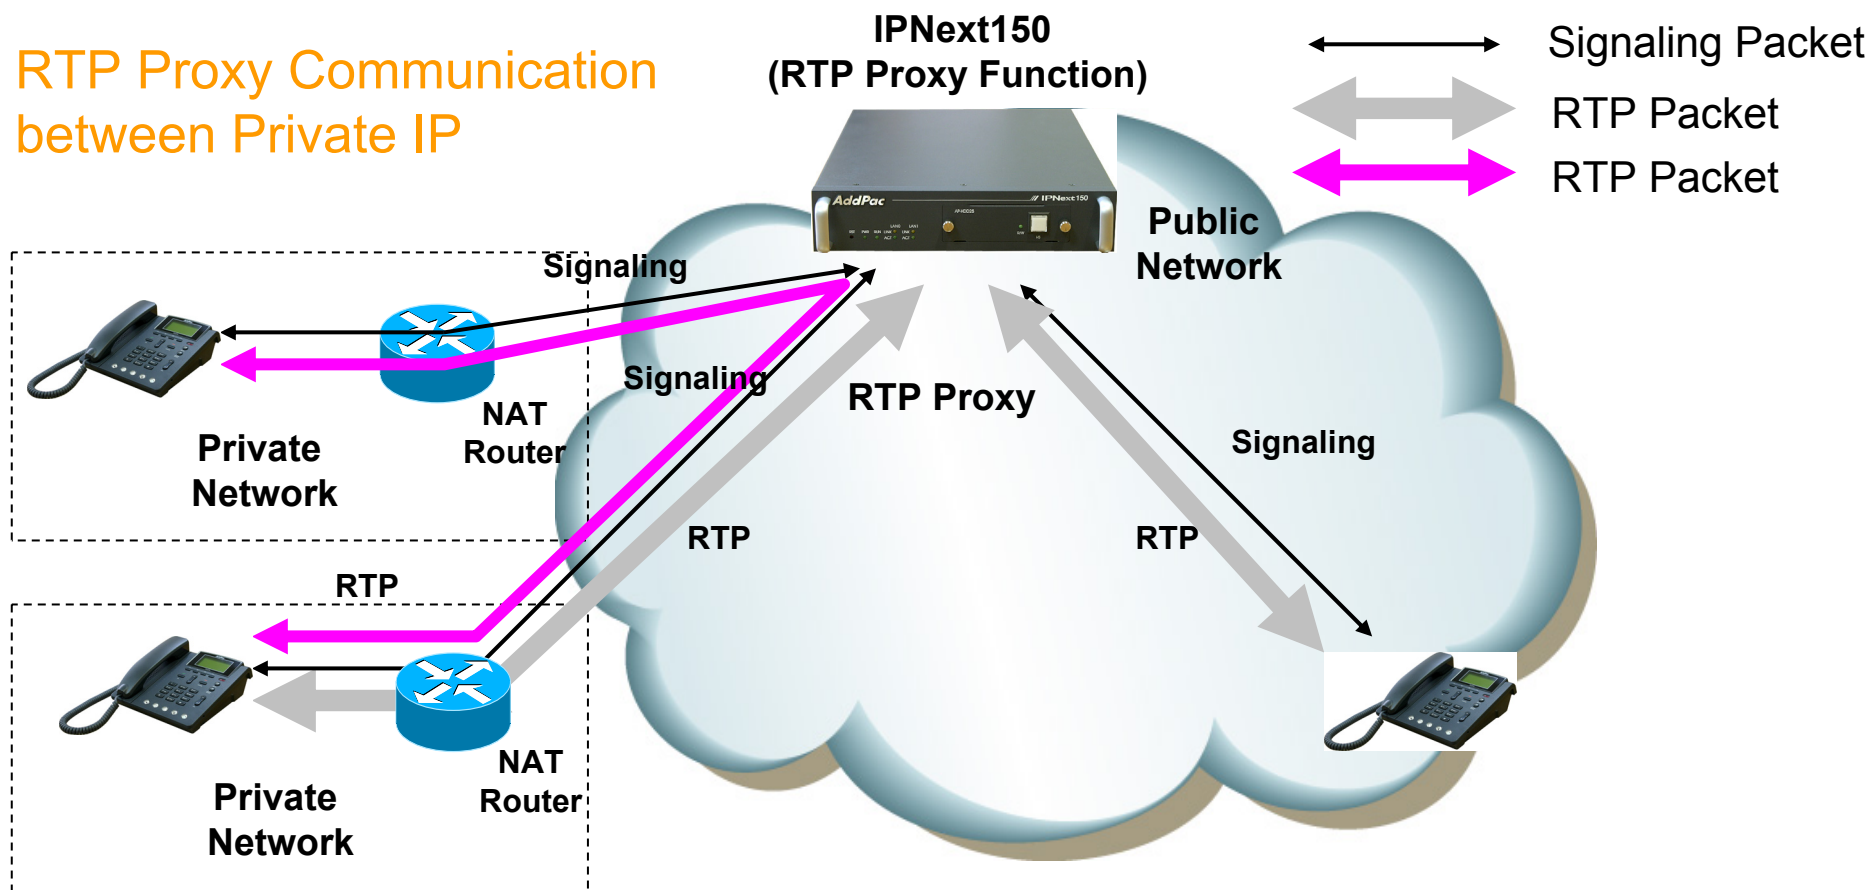 RTP Proxy Communication
between Private IP
IPNext150
(RTP Proxy Function)
Signaling Packet
RTP Packet
RTP Packet
AddPac
IPNext150
Public
Network
Signaling
Signaling
RTP Proxy
Signaling
NAT
Router
Private
Network
RTP
RTP
RTP
NAT
Router
Private
Network